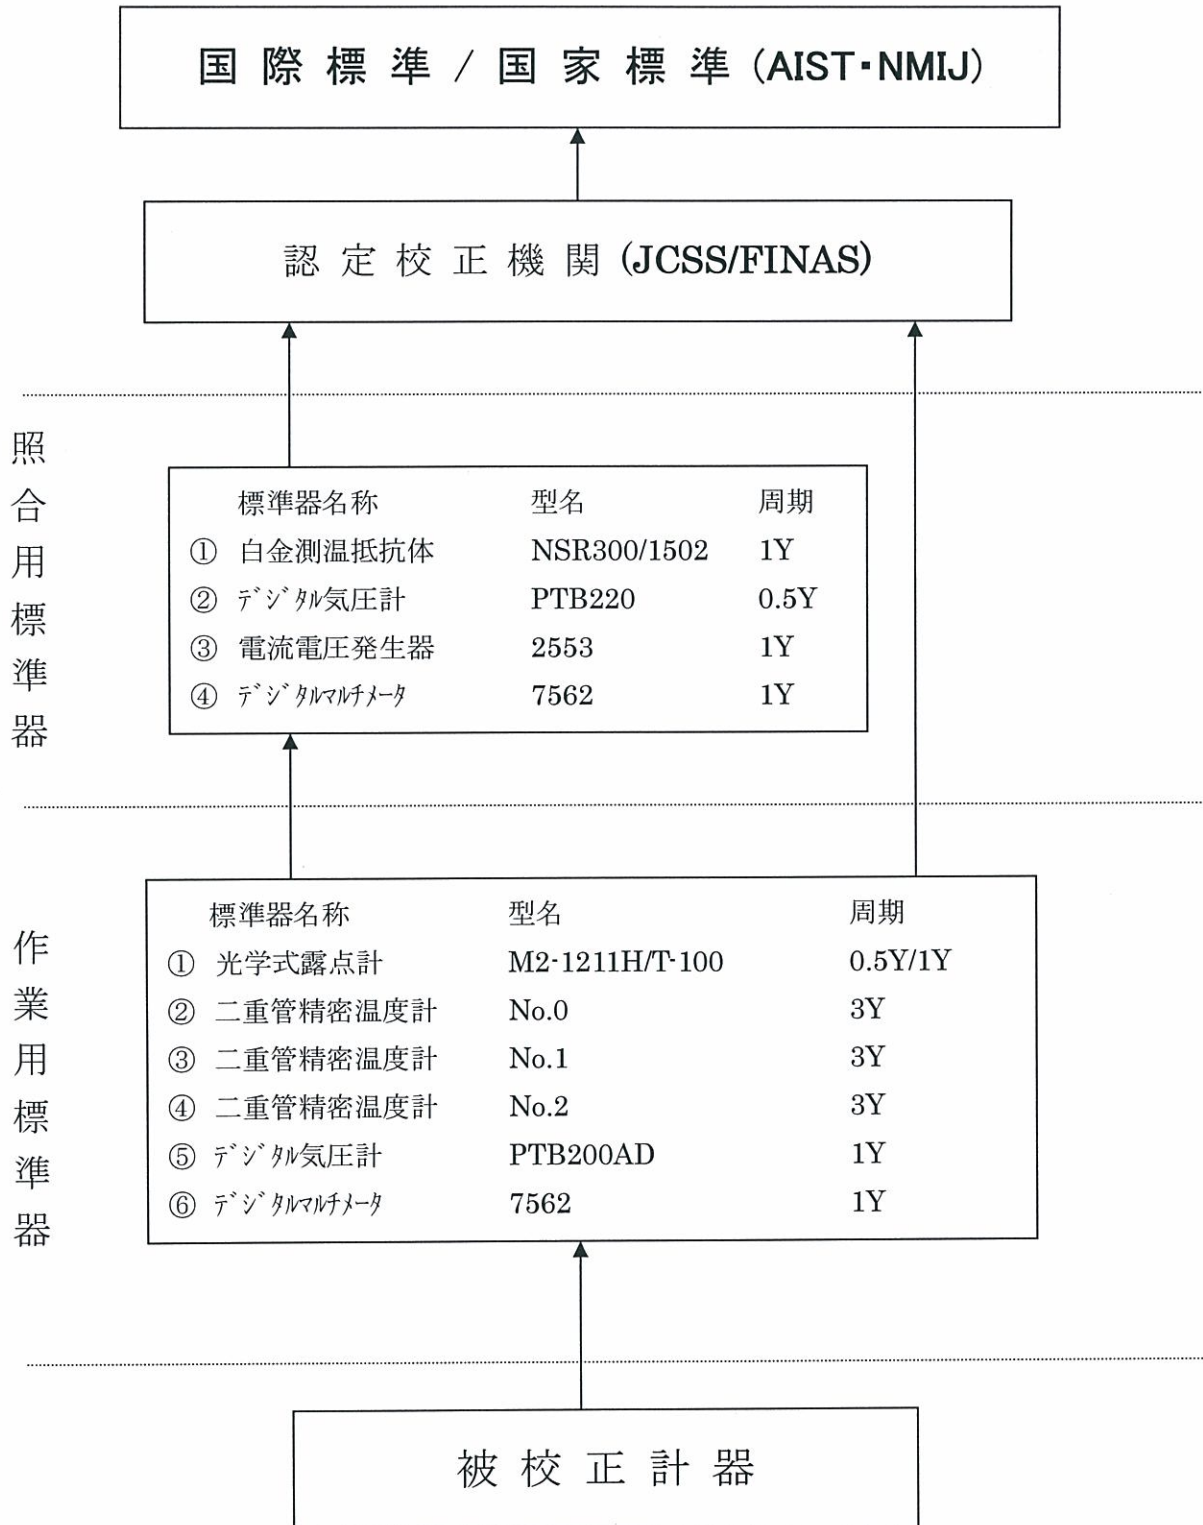 国際標準/国家標準(AIST・NMIJ)
認定校正機関(JCSS/FINAS)
照合用標準器
標準器名称 型名 周期
① 白金測温抵抗体 NSR300/1502 1Y
② ﾃﾞｼﾞﾀﾙ気圧計 PTB220 0.5Y
③ 電流電圧発生器 2553 1Y
④ ﾃﾞｼﾞﾀﾙﾏﾙﾁﾒｰﾀ 7562 1Y
作業用標準器
標準器名称 型名 周期
① 光学式露点計 M2-1211H/T-100 0.5Y/1Y
② 二重管精密温度計 No.0 3Y
③ 二重管精密温度計 No.1 3Y
④ 二重管精密温度計 No.2 3Y
⑤ ﾃﾞｼﾞﾀﾙ気圧計 PTB200AD 1Y
⑥ ﾃﾞｼﾞﾀﾙﾏﾙﾁﾒｰﾀ 7562 1Y
被校正計器